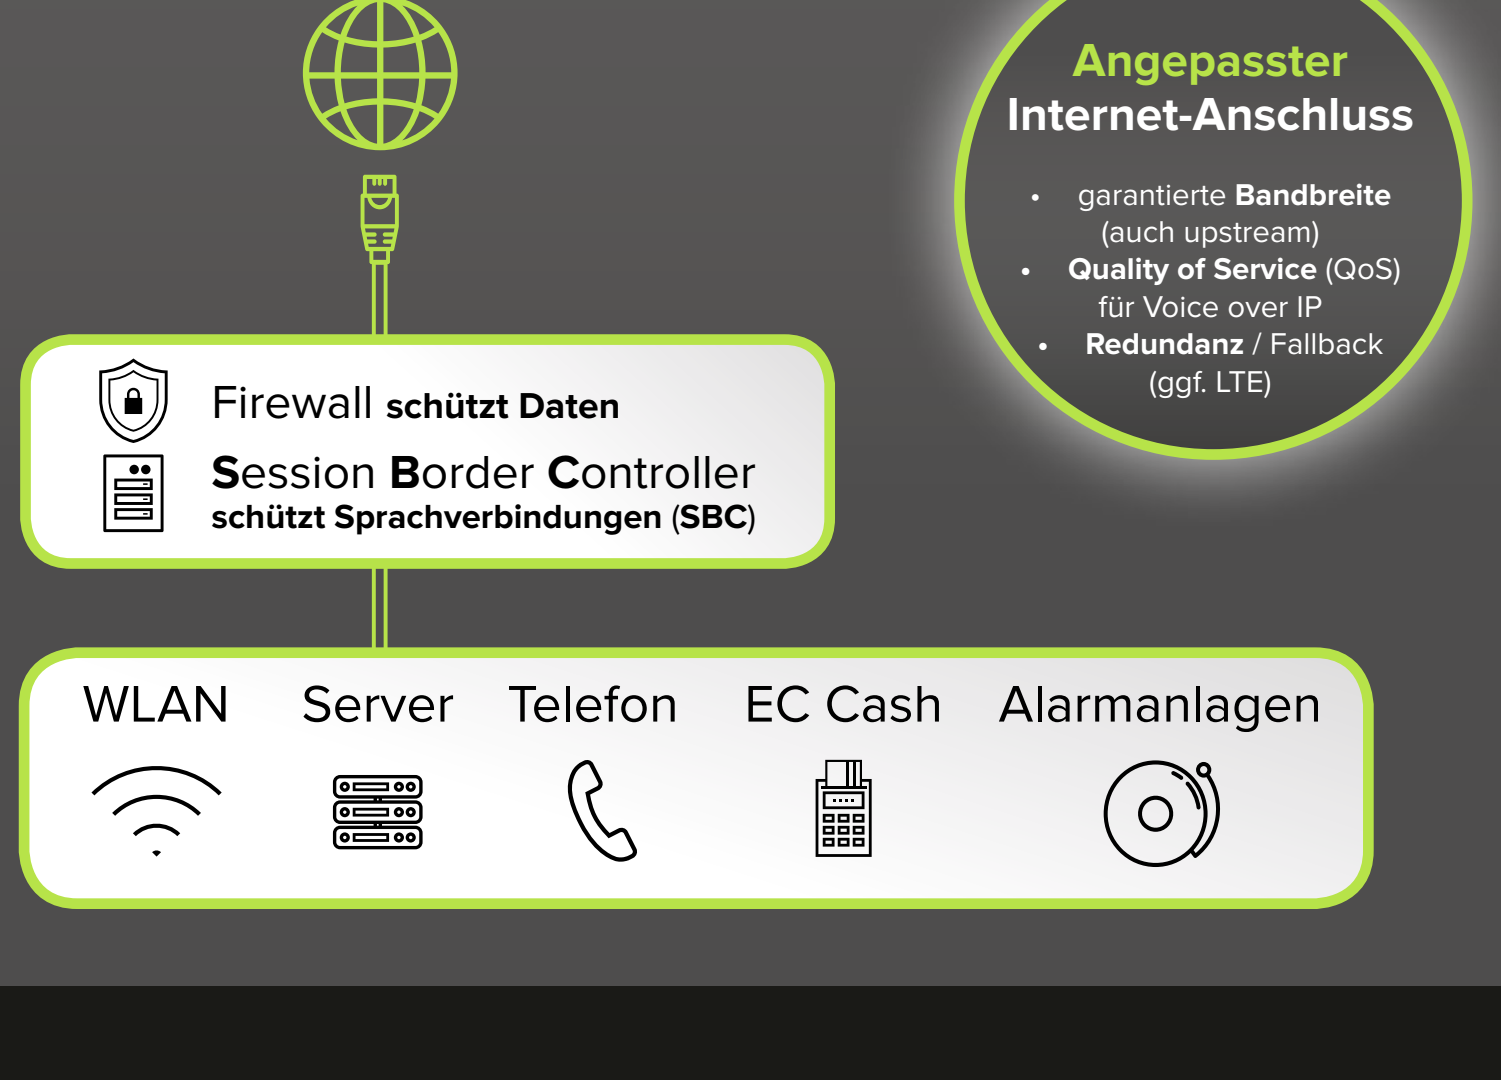 Angepasster
Internet-Anschluss
• garantierte Bandbreite
(auch upstream)
• Quality of Service (QoS)
für Voice over IP
• Redundanz / Fallback
(ggf. LTE)
Firewall schützt Daten
Session Border Controller
schützt Sprachverbindungen (SBC)
WLAN Server Telefon EC Cash Alarmanlagen